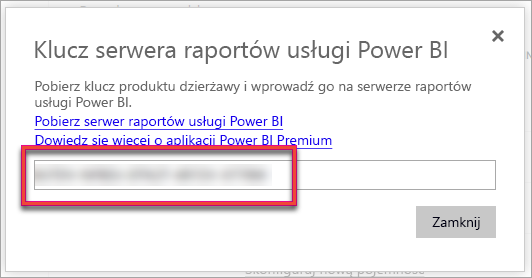 Klucz serwera raportów usługi Power BI
Pobierz klucz produktu dzierżawy i wprowadź go na serwerze raportów
usługi Power BI.
Pobierz serwer raportów usługi Power BI
Dowiedz się więcej o aplikacji Power BI Premium
Zamknij